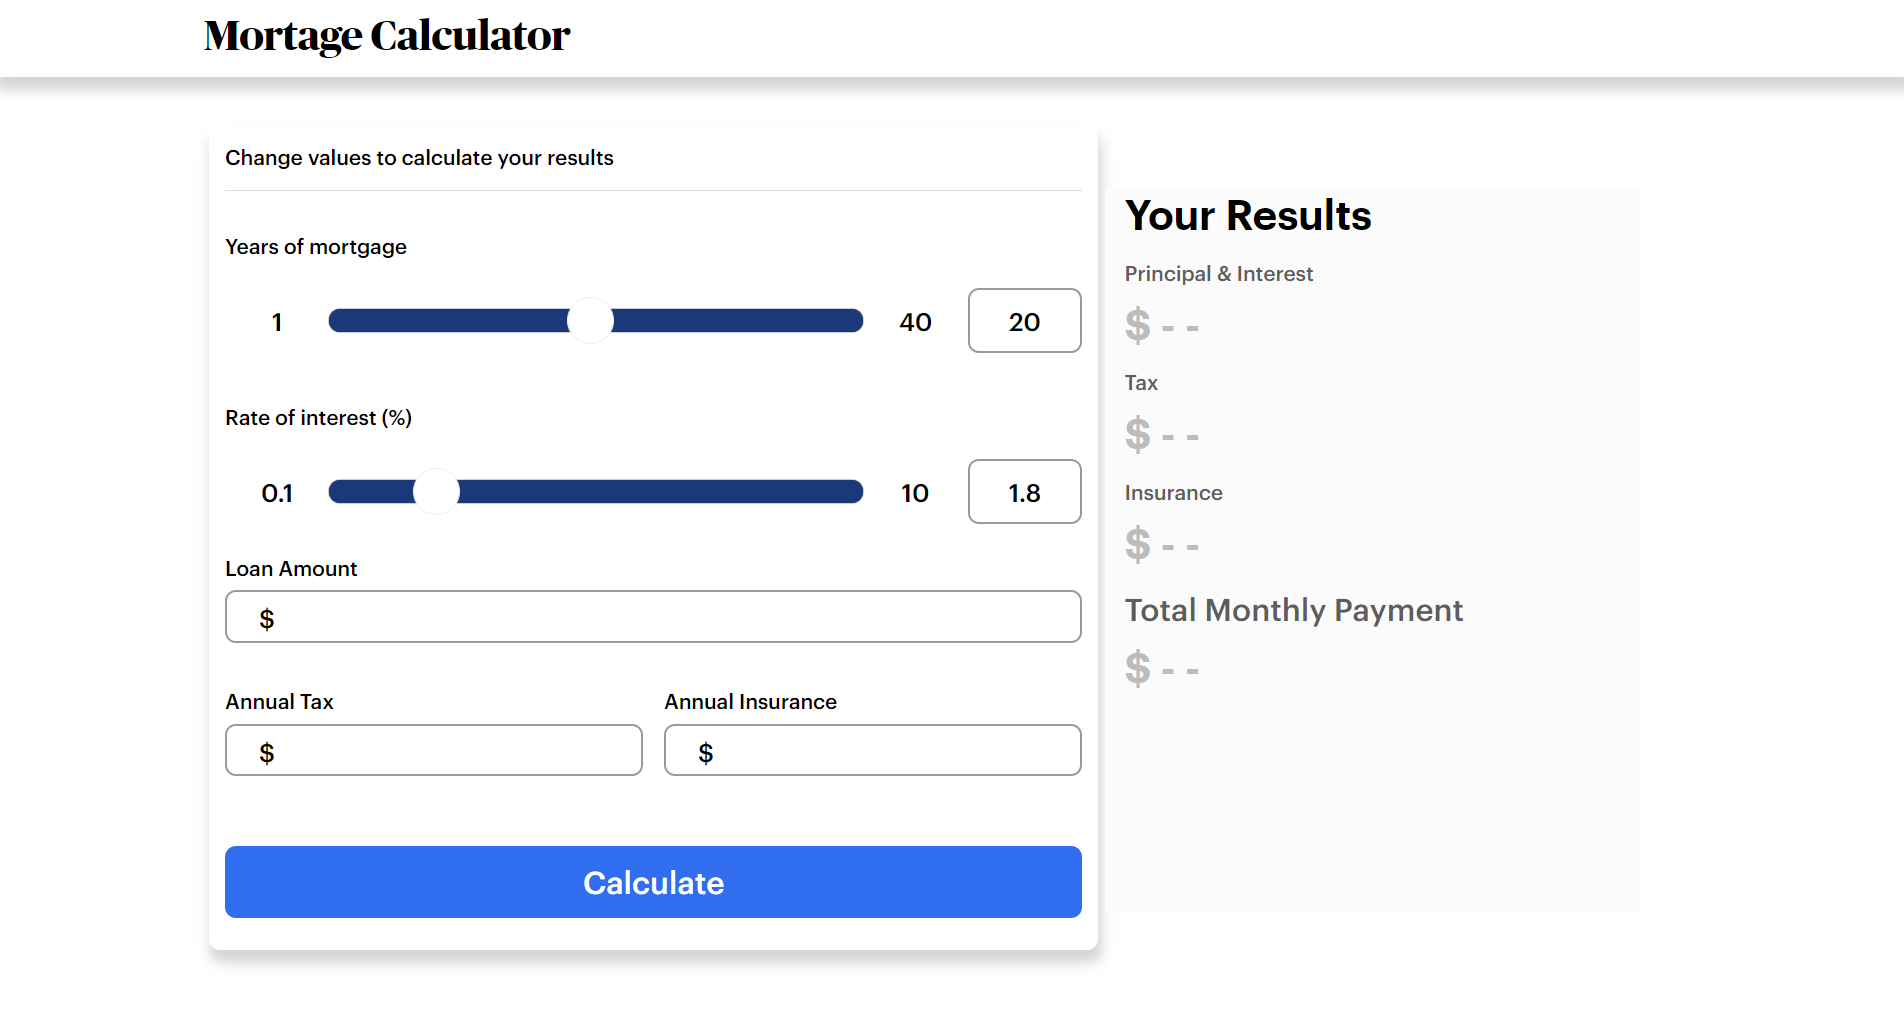 Mortage Calculator
Change values to calculate your results
Years of mortgage
1 40 20
Rate of interest (%)
0.1 10 1.8
Loan Amount
$
Annual Tax Annual Insurance
$ $
Calculate
Your Results
Principal & Interest
$ - -
Tax
$ - -
Insurance
$ - -
Total Monthly Payment
$ - -